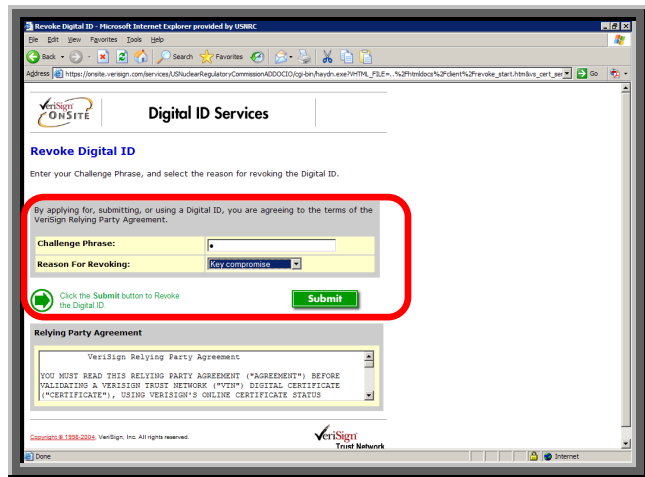 Revoke Digital ID - Microsoft Internet Explorer provided by USNRC
File Edit View Favorites Tools Help
Back Search Favorites
Address https://onsite.verisign.com/services/USNuclearRegulatoryCommissionADDOCIO/cgi-bin/haydn.exe?VHTML_FILE=..%2Fhtmldocs%2Fclient%2Frevoke_start.htm&vs_cert_ser Go
VeriSign
ONSITE
Digital ID Services
Revoke Digital ID
Enter your Challenge Phrase, and select the reason for revoking the Digital ID.
By applying for, submitting, or using a Digital ID, you are agreeing to the terms of the
VeriSign Relying Party Agreement.
Challenge Phrase: •
Reason For Revoking: Key compromise
Click the Submit button to Revoke
the Digital ID.
Submit
Relying Party Agreement
VeriSign Relying Party Agreement
YOU MUST READ THIS RELYING PARTY AGREEMENT ("AGREEMENT") BEFORE
VALIDATING A VERISIGN TRUST NETWORK ("VTN") DIGITAL CERTIFICATE
("CERTIFICATE"), USING VERISIGN'S ONLINE CERTIFICATE STATUS
Copyright © 1998-2004, VeriSign, Inc. All rights reserved.
VeriSign
Trust Network
Done Internet